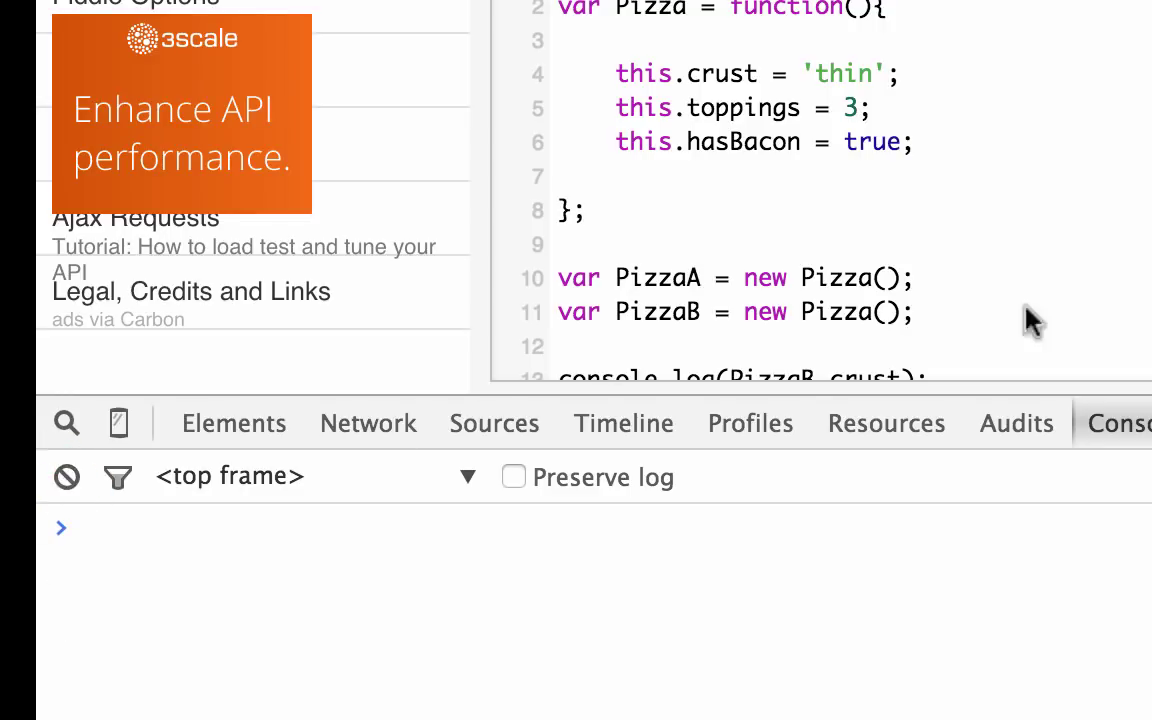 Fiddle Options
3scale
Enhance API
performance.
Ajax Requests
Tutorial: How to load test and tune your
API
Legal, Credits and Links
ads via Carbon
2 var Pizza = function(){
3
4 this.crust = 'thin';
5 this.toppings = 3;
6 this.hasBacon = true;
7
8 };
9
10 var PizzaA = new Pizza();
11 var PizzaB = new Pizza();
12
13 console.log(PizzaB.crust);
Elements Network Sources Timeline Profiles Resources Audits Conso
<top frame> ▼ Preserve log
>